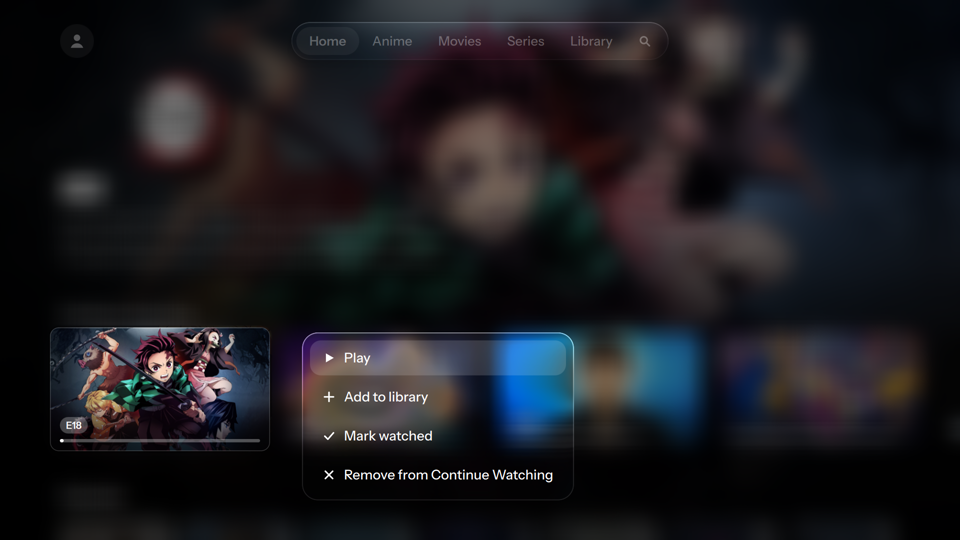 Home Anime Movies Series Library
E18
Play
Add to library
Mark watched
Remove from Continue Watching